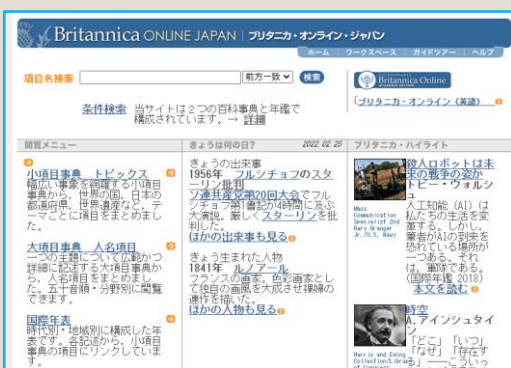 Britannica ONLINE JAPAN | ブリタニカ・オンライン・ジャパン
ホーム | ワークスペース | ガイドツアー | ヘルプ
項目名検索 前方一致 検索
Britannica Online
条件検索 当サイトは2つの百科事典と年鑑で
構成されています。→ 詳細
(ブリタニカ・オンライン(英語)
閲覧メニュー
小項目事典 トピックス
幅広い事象を網羅する小項目
事典から、世界の国、日本の
都道府県、世界遺産など、テ
ーマごとに項目をまとめまし
た。
大項目事典 人名項目
一つの主題について広範かつ
詳細に記述する大項目事典か
ら、人名項目をまとめまし
た。五十音順・分野別に閲覧
できます。
国際年表
時代別・地域別に構成した年
表です。各記述から、小項目
事典の項目にリンクしていま
す。
きょうは何の日? 2022.02.25
きょうの出来事
1956年 フルシチョフのスタ
ーリン批判
ソ連共産党第20回大会でフル
シチョフ第1書記が4時間に及ぶ
大演説。厳しくスターリンを批
判した。
ほかの出来事も見る
きょう生まれた人物
1841年 ルノアール
フランスの画家。色彩画家とし
て独自の画風を大成させ裸婦の
連作を描いた。
ほかの人物も見る
ブリタニカ・ハイライト
殺人ロボットは未
来の戦争の姿か
トビー・ウォルシ
ュ
人工知能(AI)は
私たちの生活を変
革する。しかし、
筆者がAIの到来を
恐れている場所が
一つある。それ
は、軍隊である。
(国際年鑑 2018)
本文を読む
Mass
Communication
Specialist 2nd
Gary Granger
Jr./U.S. Navy
時空
A.アインシュタイ
ン
「どこ」「いつ」
「なぜ」「存在す
る」――こういっ
Harris and Ewing
Collection/Library
of Congress